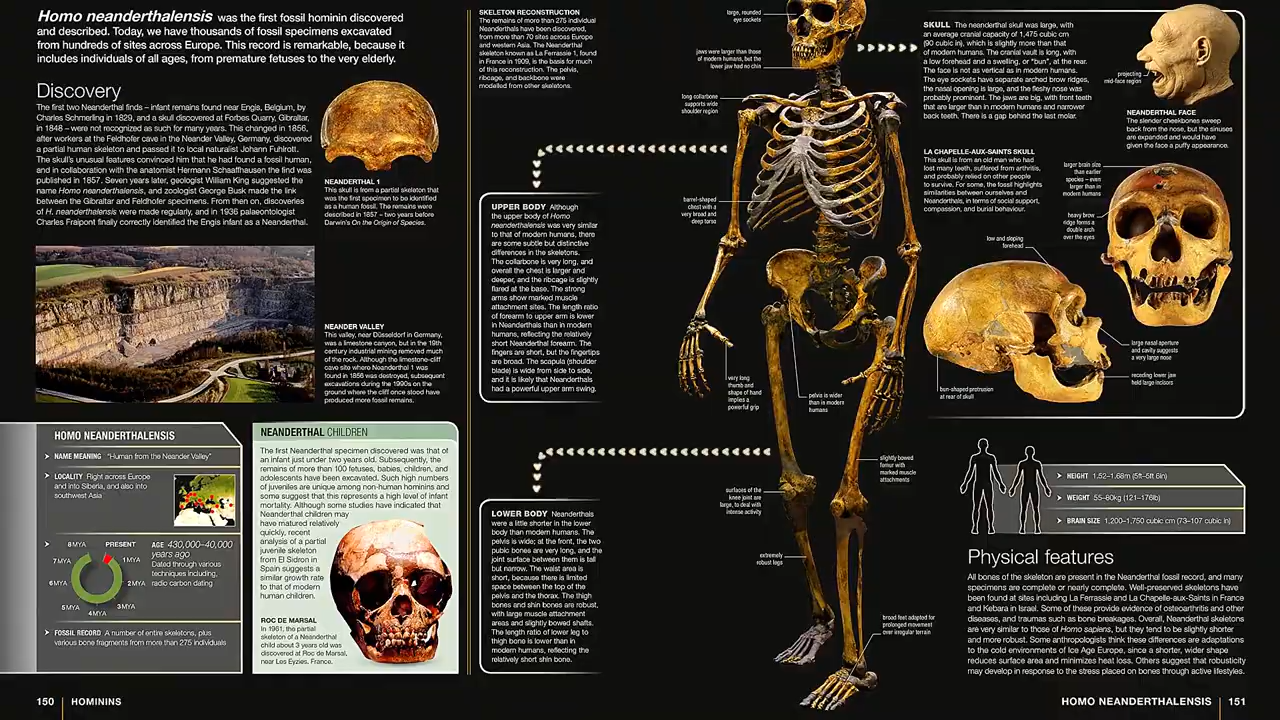 Homo neanderthalensis was the first fossil hominin discovered
and described. Today, we have thousands of fossil specimens excavated
from hundreds of sites across Europe. This record is remarkable, because it
includes individuals of all ages, from premature fetuses to the very elderly.
Discovery
The first two Neanderthal finds – infant remains found near Engis, Belgium, by
Charles Schmerling in 1829, and a skull discovered at Forbes Quarry, Gibraltar,
in 1848 – were not recognized as such for many years. This changed in 1856,
after workers at the Feldhofer cave in the Neander Valley, Germany, discovered
a partial human skeleton and passed it to local naturalist Johann Fuhlrott.
The skull's unusual features convinced him that he had found a fossil human,
and in collaboration with the anatomist Hermann Schaaffhausen the find was
published in 1857. Seven years later, geologist William King suggested the
name Homo neanderthalensis, and zoologist George Busk made the link
between the Gibraltar and Feldhofer specimens. From then on, discoveries
of H. neanderthalensis were made regularly, and in 1936 palaeontologist
Charles Fraipont finally correctly identified the Engis infant as a Neanderthal.
NEANDERTHAL 1
This skull is from a partial skeleton that
was the first specimen to be identified
as a human fossil. The remains were
described in 1857 – two years before
Darwin's On the Origin of Species.
NEANDER VALLEY
This valley, near Düsseldorf in Germany,
was a limestone canyon, but in the 19th
century industrial mining removed much
of the rock. Although the limestone-cliff
cave site where Neanderthal 1 was
found in 1856 was destroyed, subsequent
excavations during the 1990s on the
ground where the cliff once stood have
produced more fossil remains.
HOMO NEANDERTHALENSIS
NAME MEANING "Human from the Neander Valley"
LOCALITY Right across Europe
and into Siberia, and also into
southwest Asia
8 MYA PRESENT
7 MYA 1 MYA
6 MYA 2 MYA
5 MYA 3 MYA
4 MYA
AGE 430,000–40,000
years ago
Dated through various
techniques including,
radio carbon dating
FOSSIL RECORD A number of entire skeletons, plus
various bone fragments from more than 275 individuals
NEANDERTHAL CHILDREN
The first Neanderthal specimen discovered was that of
an infant just under two years old. Subsequently, the
remains of more than 100 fetuses, babies, children, and
adolescents have been excavated. Such high numbers
of juveniles are unique among non-human hominins and
some suggest that this represents a high level of infant
mortality. Although some studies have indicated that
Neanderthal children may
have matured relatively
quickly, recent
analysis of a partial
juvenile skeleton
from El Sidron in
Spain suggests a
similar growth rate
to that of modern
human children.
ROC DE MARSAL
In 1961, the partial
skeleton of a Neanderthal
child about 3 years old was
discovered at Roc de Marsal,
near Les Eyzies, France.
150 HOMININS
SKELETON RECONSTRUCTION
The remains of more than 275 individual
Neanderthals have been discovered,
from more than 70 sites across Europe
and western Asia. The Neanderthal
skeleton known as La Ferrassie 1, found
in France in 1909, is the basis for much
of this reconstruction. The pelvis,
ribcage, and backbone were
modelled from other skeletons.
UPPER BODY Although
the upper body of Homo
neanderthalensis was very similar
to that of modern humans, there
are some subtle but distinctive
differences in the skeletons.
The collarbone is very long, and
overall the chest is larger and
deeper, and the ribcage is slightly
flared at the base. The strong
arms show marked muscle
attachment sites. The length ratio
of forearm to upper arm is lower
in Neanderthals than in modern
humans, reflecting the relatively
short Neanderthal forearm. The
fingers are short, but the fingertips
are broad. The scapula (shoulder
blade) is wide from side to side,
and it is likely that Neanderthals
had a powerful upper arm swing.
LOWER BODY Neanderthals
were a little shorter in the lower
body than modern humans. The
pelvis is wide; at the front, the two
pubic bones are very long, and the
joint surface between them is tall
but narrow. The waist area is
short, because there is limited
space between the top of the
pelvis and the thorax. The thigh
bones and shin bones are robust,
with large muscle attachment
areas and slightly bowed shafts.
The length ratio of lower leg to
thigh bone is lower than in
modern humans, reflecting the
relatively short shin bone.
large, rounded
eye sockets
jaws were larger than those
of modern humans, but the
lower jaw had no chin
long collarbone
supports wide
shoulder region
barrel-shaped
chest with a
very broad and
deep torso
very long
thumb and
shape of hand
implies a
powerful grip
pelvis is wider
than in modern
humans
slightly bowed
femur with
marked muscle
attachments
surfaces of the
knee joint are
large, to deal with
intense activity
extremely
robust legs
broad feet adapted for
prolonged movement
over irregular terrain
SKULL The neanderthal skull was large, with
an average cranial capacity of 1,475 cubic cm
(90 cubic in), which is slightly more than that
of modern humans. The cranial vault is long, with
a low forehead and a swelling, or "bun", at the rear.
The face is not as vertical as in modern humans.
The eye sockets have separate arched brow ridges,
the nasal opening is large, and the fleshy nose was
probably prominent. The jaws are big, with front teeth
that are larger than in modern humans and narrower
back teeth. There is a gap behind the last molar.
projecting
mid-face region
NEANDERTHAL FACE
The slender cheekbones sweep
back from the nose, but the sinuses
are expanded and would have
given the face a puffy appearance.
LA CHAPELLE-AUX-SAINTS SKULL
This skull is from an old man who had
lost many teeth, suffered from arthritis,
and probably relied on other people
to survive. For some, the fossil highlights
similarities between ourselves and
Neanderthals, in terms of social support,
compassion, and burial behaviour.
larger brain size
than earlier
species – even
larger than in
modern humans
heavy brow
ridge forms a
double arch
over the eyes
low and sloping
forehead
large nasal aperture
and cavity suggests
a very large nose
receding lower jaw
held large incisors
bun-shaped protrusion
at rear of skull
HEIGHT 1.52–1.68m (5ft–5ft 6in)
WEIGHT 55–80kg (121–176lb)
BRAIN SIZE 1,200–1,750 cubic cm (73–107 cubic in)
Physical features
All bones of the skeleton are present in the Neanderthal fossil record, and many
specimens are complete or nearly complete. Well-preserved skeletons have
been found at sites including La Ferrassie and La Chapelle-aux-Saints in France
and Kebara in Israel. Some of these provide evidence of osteoarthritis and other
diseases, and traumas such as bone breakages. Overall, Neanderthal skeletons
are very similar to those of Homo sapiens, but they tend to be slightly shorter
and more robust. Some anthropologists think these differences are adaptations
to the cold environments of Ice Age Europe, since a shorter, wider shape
reduces surface area and minimizes heat loss. Others suggest that robusticity
may develop in response to the stress placed on bones through active lifestyles.
HOMO NEANDERTHALENSIS 151